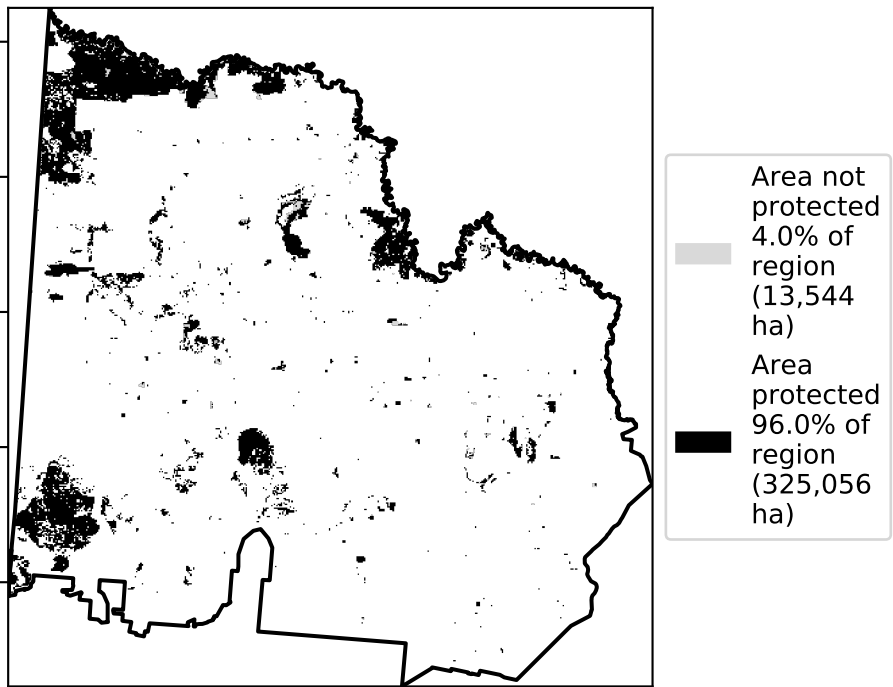 Area not
protected
4.0% of
region
(13,544
ha)
Area
protected
96.0% of
region
(325,056
ha)